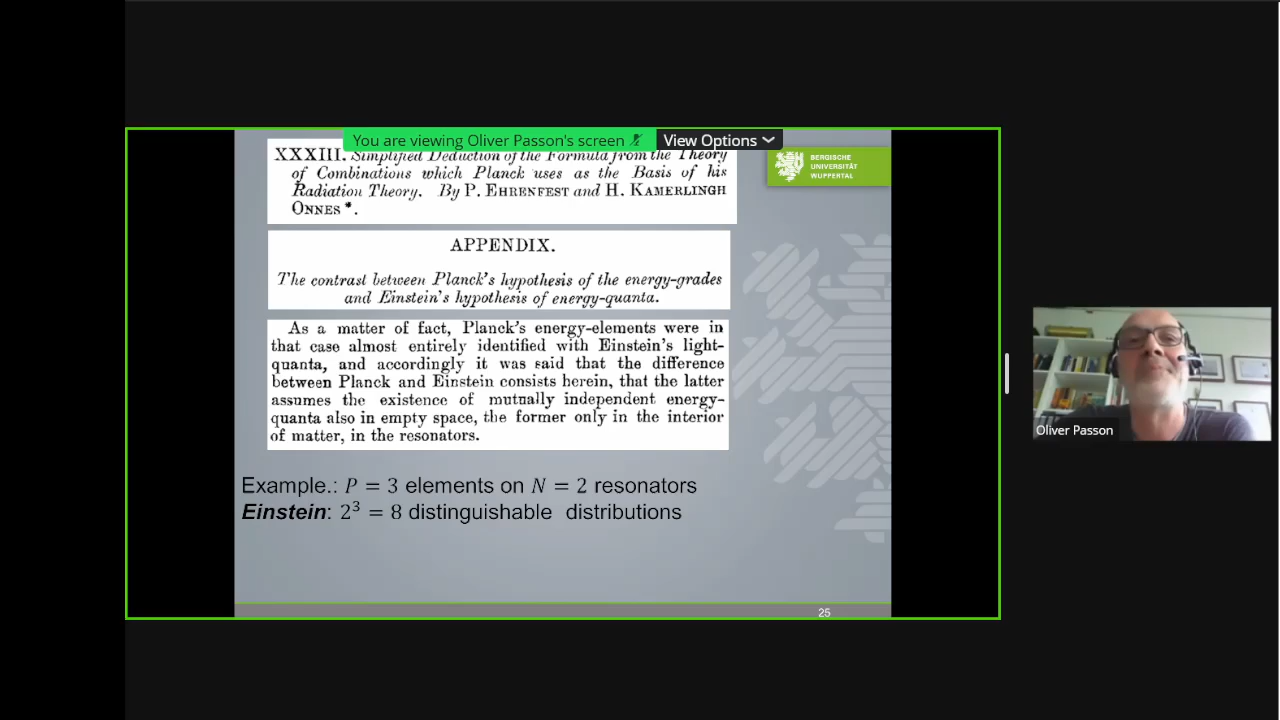 You are viewing Oliver Passon's screen
View Options
XXXIII. Simplified Deduction of the Formula from the Theory
of Combinations which Planck uses as the Basis of his
Radiation Theory. By P. EHRENFEST and H. KAMERLINGH
ONNES *.
BERGISCHE
UNIVERSITÄT
WUPPERTAL
APPENDIX.
The contrast between Planck's hypothesis of the energy-grades
and Einstein's hypothesis of energy-quanta.
As a matter of fact, Planck's energy-elements were in
that case almost entirely identified with Einstein's light-
quanta, and accordingly it was said that the difference
between Planck and Einstein consists herein, that the latter
assumes the existence of mutually independent energy-
quanta also in empty space, the former only in the interior
of matter, in the resonators.
Example.: P = 3 elements on N = 2 resonators
Einstein: 2³ = 8 distinguishable distributions
25
Oliver Passon